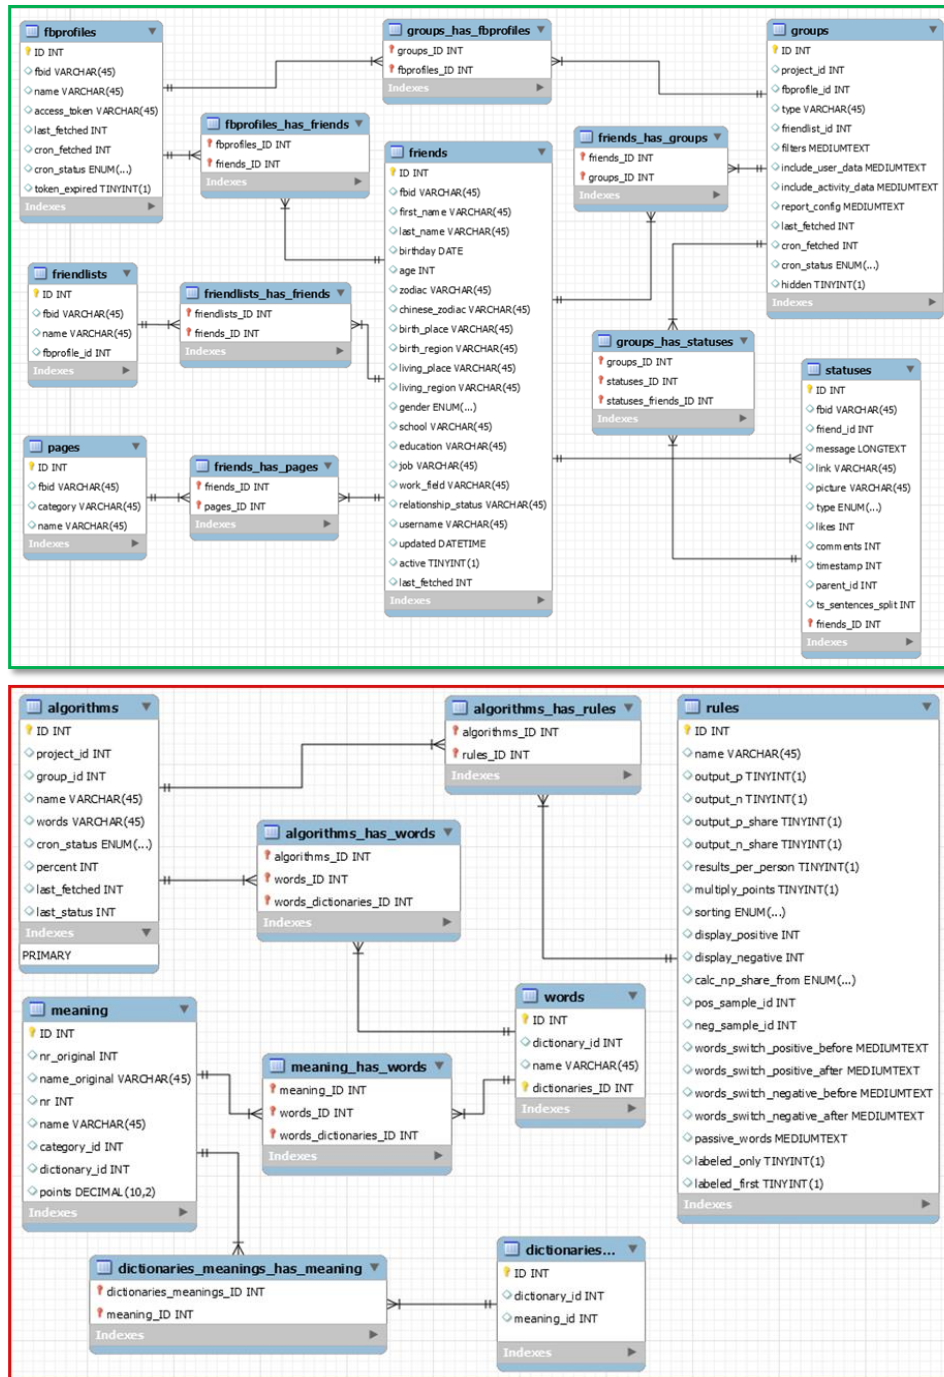 fbprofiles
ID INT
fbid VARCHAR(45)
name VARCHAR(45)
access_token VARCHAR(45)
last_fetched INT
cron_fetched INT
cron_status ENUM(...)
token_expired TINYINT(1)
Indexes
groups_has_fbprofiles
groups_ID INT
fbprofiles_ID INT
Indexes
groups
ID INT
project_id INT
fbprofile_id INT
type VARCHAR(45)
friendlist_id INT
filters MEDIUMTEXT
include_user_data MEDIUMTEXT
include_activity_data MEDIUMTEXT
report_config MEDIUMTEXT
last_fetched INT
cron_fetched INT
cron_status ENUM(...)
hidden TINYINT(1)
Indexes
fbprofiles_has_friends
fbprofiles_ID INT
friends_ID INT
Indexes
friends
ID INT
fbid VARCHAR(45)
first_name VARCHAR(45)
last_name VARCHAR(45)
birthday DATE
age INT
zodiac VARCHAR(45)
chinese_zodiac VARCHAR(45)
birth_place VARCHAR(45)
birth_region VARCHAR(45)
living_place VARCHAR(45)
living_region VARCHAR(45)
gender ENUM(...)
school VARCHAR(45)
education VARCHAR(45)
job VARCHAR(45)
work_field VARCHAR(45)
relationship_status VARCHAR(45)
username VARCHAR(45)
updated DATETIME
active TINYINT(1)
last_fetched INT
Indexes
friends_has_groups
friends_ID INT
groups_ID INT
Indexes
friendlists
ID INT
fbid VARCHAR(45)
name VARCHAR(45)
fbprofile_id INT
Indexes
friendlists_has_friends
friendlists_ID INT
friends_ID INT
Indexes
groups_has_statuses
groups_ID INT
statuses_ID INT
statuses_friends_ID INT
Indexes
statuses
ID INT
fbid VARCHAR(45)
friend_id INT
message LONGTEXT
link VARCHAR(45)
picture VARCHAR(45)
type ENUM(...)
likes INT
comments INT
timestamp INT
parent_id INT
ts_sentences_split INT
friends_ID INT
Indexes
pages
ID INT
fbid VARCHAR(45)
category VARCHAR(45)
name VARCHAR(45)
Indexes
friends_has_pages
friends_ID INT
pages_ID INT
Indexes
algorithms
ID INT
project_id INT
group_id INT
name VARCHAR(45)
words VARCHAR(45)
cron_status ENUM(...)
percent INT
last_fetched INT
last_status INT
Indexes
PRIMARY
algorithms_has_rules
algorithms_ID INT
rules_ID INT
Indexes
rules
ID INT
name VARCHAR(45)
output_p TINYINT(1)
output_n TINYINT(1)
output_p_share TINYINT(1)
output_n_share TINYINT(1)
results_per_person TINYINT(1)
multiply_points TINYINT(1)
sorting ENUM(...)
display_positive INT
display_negative INT
calc_np_share_from ENUM(...)
pos_sample_id INT
neg_sample_id INT
words_switch_positive_before MEDIUMTEXT
words_switch_positive_after MEDIUMTEXT
words_switch_negative_before MEDIUMTEXT
words_switch_negative_after MEDIUMTEXT
passive_words MEDIUMTEXT
labeled_only TINYINT(1)
labeled_first TINYINT(1)
Indexes
algorithms_has_words
algorithms_ID INT
words_ID INT
words_dictionaries_ID INT
Indexes
meaning
ID INT
nr_original INT
name_original VARCHAR(45)
nr INT
name VARCHAR(45)
category_id INT
dictionary_id INT
points DECIMAL(10,2)
Indexes
words
ID INT
dictionary_id INT
name VARCHAR(45)
dictionaries_ID INT
Indexes
meaning_has_words
meaning_ID INT
words_ID INT
words_dictionaries_ID INT
Indexes
dictionaries_meanings_has_meaning
dictionaries_meanings_ID INT
meaning_ID INT
Indexes
dictionaries...
ID INT
dictionary_id INT
meaning_id INT
Indexes